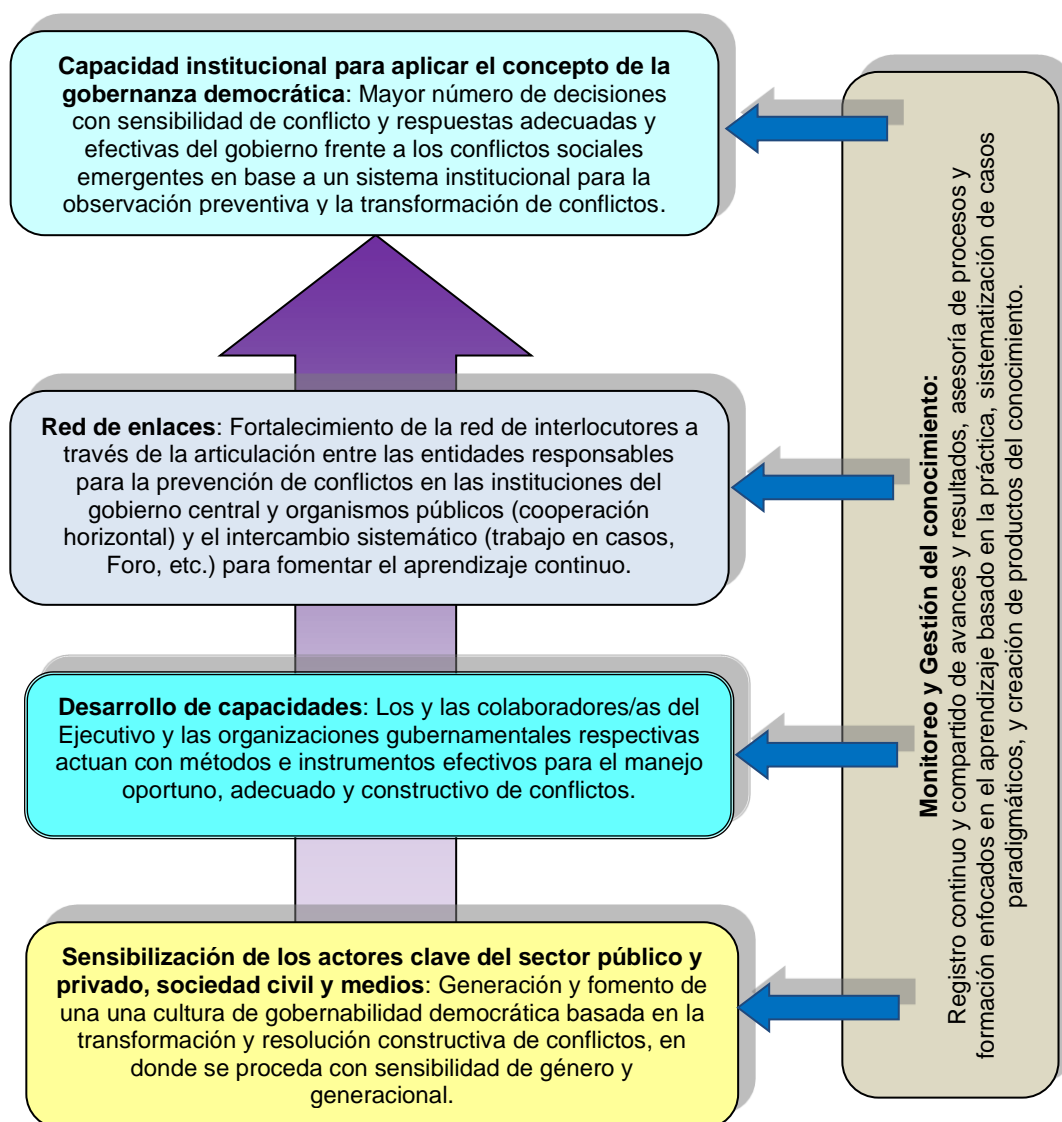 Capacidad institucional para aplicar el concepto de la
gobernanza democrática: Mayor número de decisiones
con sensibilidad de conflicto y respuestas adecuadas y
efectivas del gobierno frente a los conflictos sociales
emergentes en base a un sistema institucional para la
observación preventiva y la transformación de conflictos.
Red de enlaces: Fortalecimiento de la red de interlocutores a
través de la articulación entre las entidades responsables
para la prevención de conflictos en las instituciones del
gobierno central y organismos públicos (cooperación
horizontal) y el intercambio sistemático (trabajo en casos,
Foro, etc.) para fomentar el aprendizaje continuo.
Desarrollo de capacidades: Los y las colaboradores/as del
Ejecutivo y las organizaciones gubernamentales respectivas
actuan con métodos e instrumentos efectivos para el manejo
oportuno, adecuado y constructivo de conflictos.
Sensibilización de los actores clave del sector público y
privado, sociedad civil y medios: Generación y fomento de
una una cultura de gobernabilidad democrática basada en la
transformación y resolución constructiva de conflictos, en
donde se proceda con sensibilidad de género y
generacional.
Monitoreo y Gestión del conocimiento:
Registro continuo y compartido de avances y resultados, asesoría de procesos y
formación enfocados en el aprendizaje basado en la práctica, sistematización de casos
paradigmáticos, y creación de productos del conocimiento.